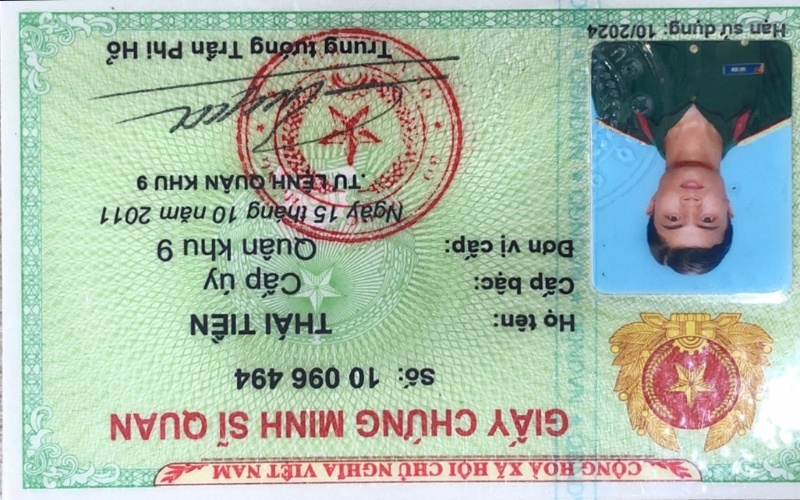 CỘNG HOÀ XÃ HỘI CHỦ NGHĨA VIỆT NAM
GIẤY CHỨNG MINH SĨ QUAN
Số: 10 096 494
Họ tên: THÁI TIẾN
Cấp bậc: Cấp úy
Đơn vị cấp: Quân khu 9
Ngày 15 tháng 10 năm 2011
TƯ LỆNH QUÂN KHU 9
Trung tướng Trần Phi Hổ
Hạn sử dụng: 10/2024